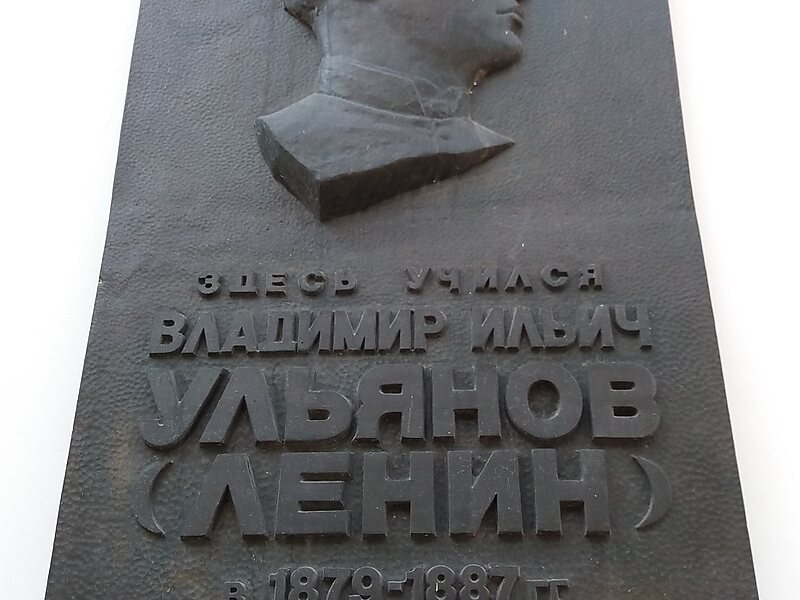 ЗДЕСЬ УЧИЛСЯ
ВЛАДИМИР ИЛЬИЧ
УЛЬЯНОВ
(ЛЕНИН)
В 1879-1887 ГГ